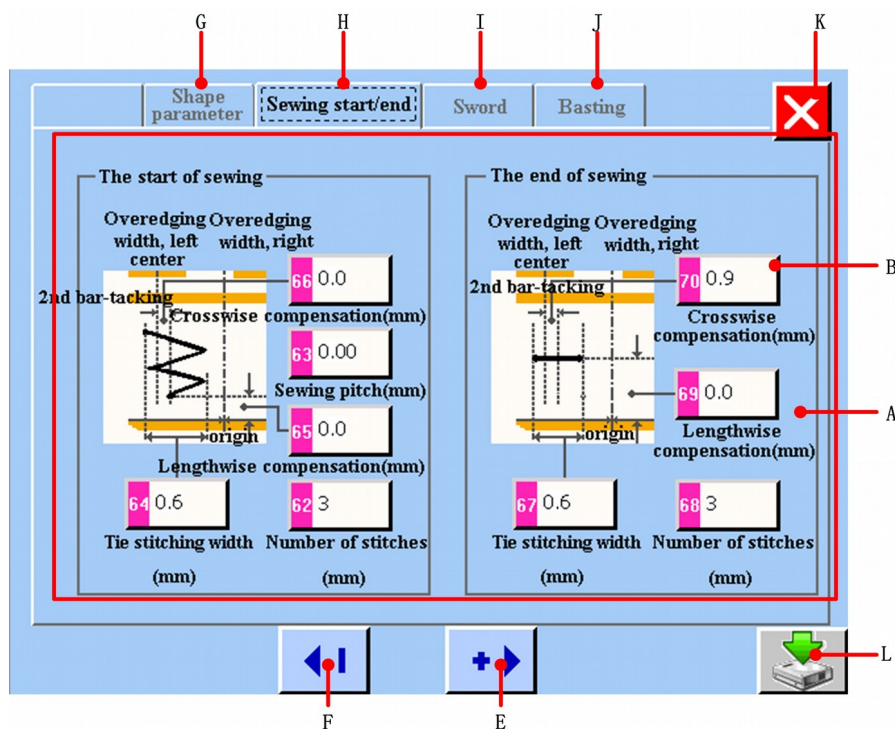 G H I J K
Shape
parameter
Sewing start/end
Sword
Basting
The start of sewing
Overedging
width, left
center
Overedging
width, right
2nd bar-tacking
66 0.0
Crosswise compensation(mm)
63 0.00
Sewing pitch(mm)
65 0.0
origin
Lengthwise compensation(mm)
64 0.6
Tie stitching width
(mm)
62 3
Number of stitches
(mm)
The end of sewing
Overedging
width, left
center
Overedging
width, right
2nd bar-tacking
70 0.9
B
Crosswise
compensation(mm)
69 0.0
A
origin
Lengthwise
compensation(mm)
67 0.6
Tie stitching width
(mm)
68 3
Number of stitches
(mm)
L
F E